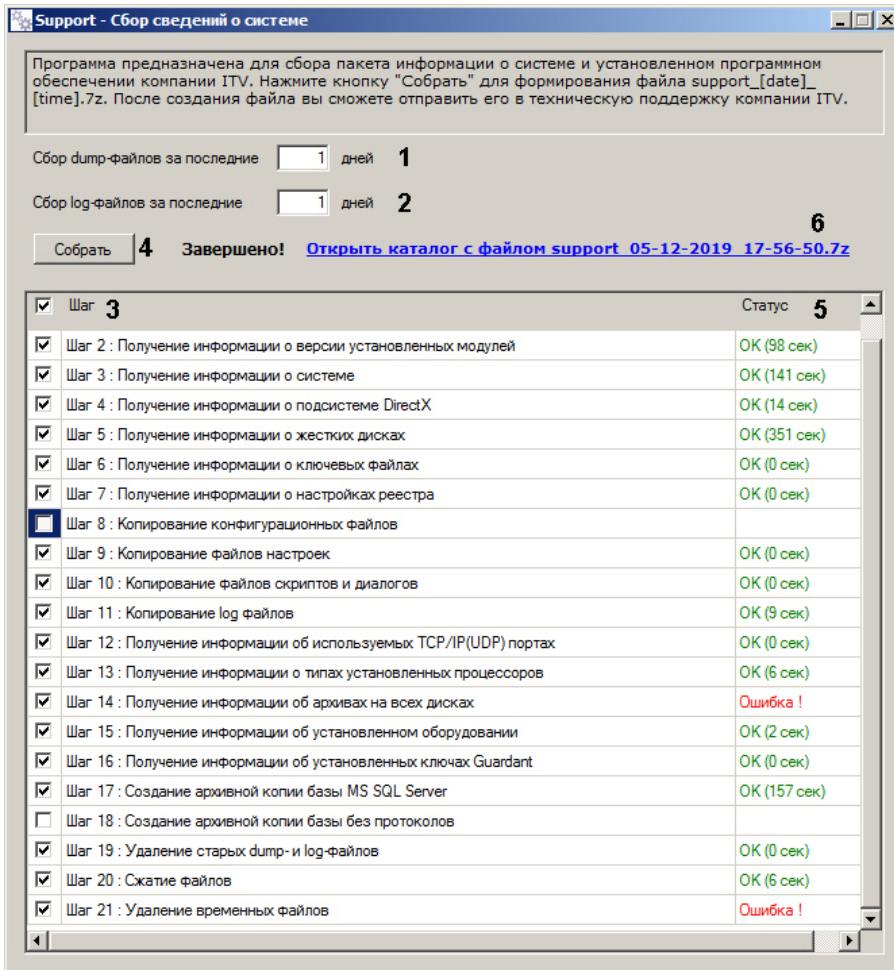 Support - Сбор сведений о системе
Программа предназначена для сбора пакета информации о системе и установленном программном
обеспечении компании ITV. Нажмите кнопку "Собрать" для формирования файла support_[date]_
[time].7z. После создания файла вы сможете отправить его в техническую поддержку компании ITV.
Сбор dump-файлов за последние 1 дней 1
Сбор log-файлов за последние 1 дней 2
6
Собрать 4 Завершено! Открыть каталог с файлом support_05-12-2019_17-56-50.7z
Шаг 3 Статус 5
Шаг 2 : Получение информации о версии установленных модулей OK (98 сек)
Шаг 3 : Получение информации о системе OK (141 сек)
Шаг 4 : Получение информации о подсистеме DirectX OK (14 сек)
Шаг 5 : Получение информации о жестких дисках OK (351 сек)
Шаг 6 : Получение информации о ключевых файлах OK (0 сек)
Шаг 7 : Получение информации о настройках реестра OK (0 сек)
Шаг 8 : Копирование конфигурационных файлов
Шаг 9 : Копирование файлов настроек OK (0 сек)
Шаг 10 : Копирование файлов скриптов и диалогов OK (0 сек)
Шаг 11 : Копирование log файлов OK (9 сек)
Шаг 12 : Получение информации об используемых TCP/IP(UDP) портах OK (0 сек)
Шаг 13 : Получение информации о типах установленных процессоров OK (6 сек)
Шаг 14 : Получение информации об архивах на всех дисках Ошибка !
Шаг 15 : Получение информации об установленном оборудовании OK (2 сек)
Шаг 16 : Получение информации об установленных ключах Guardant OK (0 сек)
Шаг 17 : Создание архивной копии базы MS SQL Server OK (157 сек)
Шаг 18 : Создание архивной копии базы без протоколов
Шаг 19 : Удаление старых dump- и log-файлов OK (0 сек)
Шаг 20 : Сжатие файлов OK (6 сек)
Шаг 21 : Удаление временных файлов Ошибка !